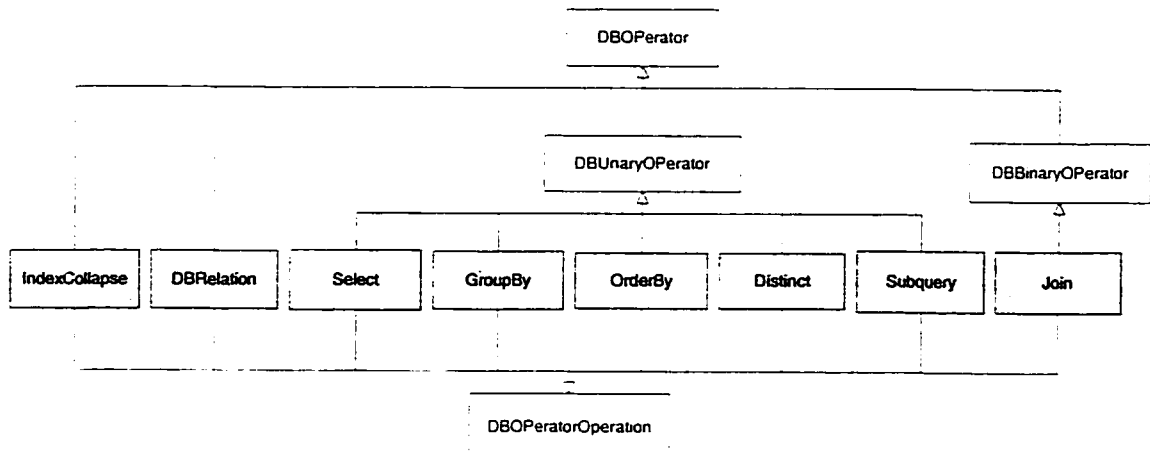 DBOPerator
DBUnaryOPerator
DBBinaryOPerator
IndexCollapse
DBRelation
Select
GroupBy
OrderBy
Distinct
Subquery
Join
DBOPeratorOperation